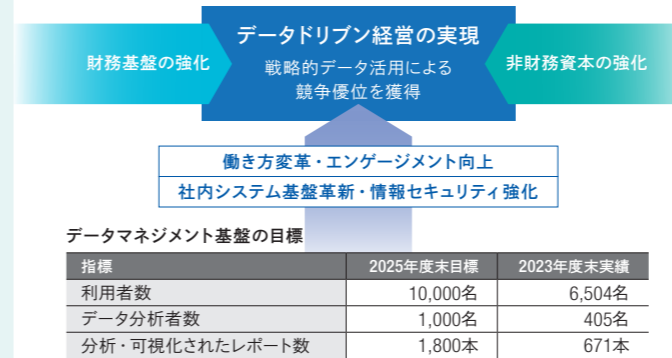 データドリブン経営の実現
財務基盤の強化
戦略的データ活用による
競争優位を獲得
非財務資本の強化
働き方変革・エンゲージメント向上
社内システム基盤革新・情報セキュリティ強化
データマネジメント基盤の目標
指標 2025年度末目標 2023年度末実績
利用者数 10,000名 6,504名
データ分析者数 1,000名 405名
分析・可視化されたレポート数 1,800本 671本